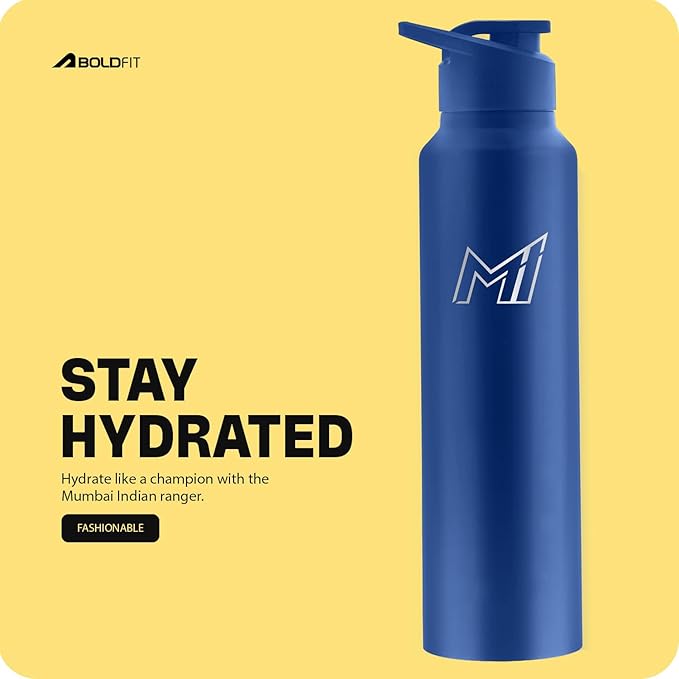 BOLDFIT
MI
STAY
HYDRATED
Hydrate like a champion with the
Mumbai Indian ranger.
FASHIONABLE